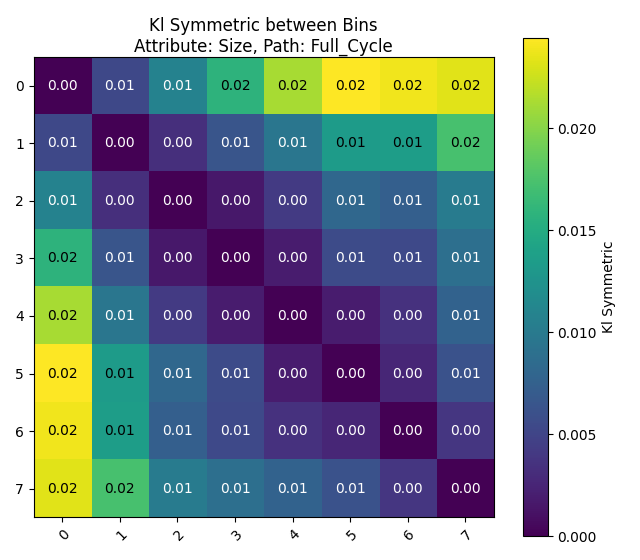 Kl Symmetric between Bins
Attribute: Size, Path: Full_Cycle
0 0.00 0.01 0.01 0.02 0.02 0.02 0.02 0.02
1 0.01 0.00 0.00 0.01 0.01 0.01 0.01 0.02
2 0.01 0.00 0.00 0.00 0.00 0.01 0.01 0.01
3 0.02 0.01 0.00 0.00 0.00 0.01 0.01 0.01
4 0.02 0.01 0.00 0.00 0.00 0.00 0.00 0.01
5 0.02 0.01 0.01 0.01 0.00 0.00 0.00 0.01
6 0.02 0.01 0.01 0.01 0.00 0.00 0.00 0.00
7 0.02 0.02 0.01 0.01 0.01 0.01 0.00 0.00
0 1 2 3 4 5 6 7
0.020
0.015
0.010
0.005
0.000
Kl Symmetric